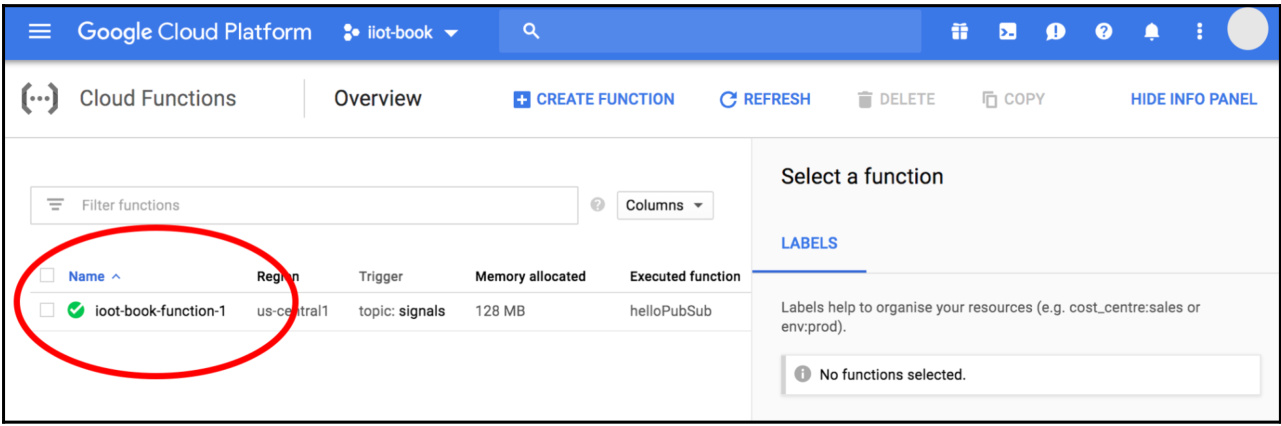 Google Cloud Platform iiot-book
Cloud Functions Overview CREATE FUNCTION REFRESH DELETE COPY HIDE INFO PANEL
Filter functions Columns
Name Region Trigger Memory allocated Executed function
ioot-book-function-1 us-central1 topic: signals 128 MB helloPubSub
Select a function
LABELS
Labels help to organise your resources (e.g. cost_centre:sales or
env:prod).
No functions selected.